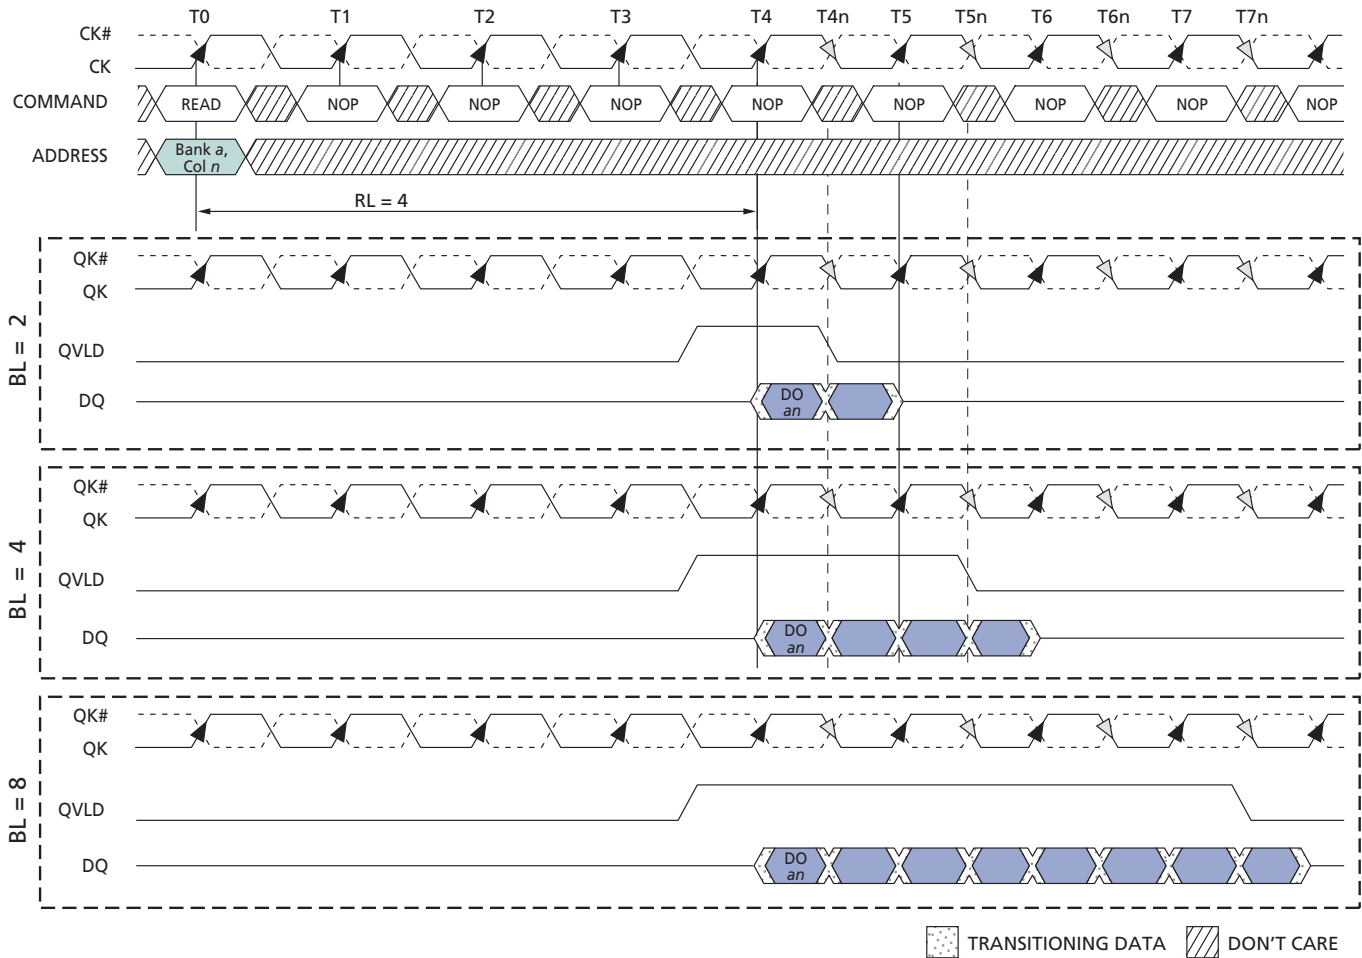 T0 T1 T2 T3 T4 T4n T5 T5n T6 T6n T7 T7n
CK#
CK
COMMAND READ NOP NOP NOP NOP NOP NOP NOP NOP
ADDRESS Bank a,
Col n
RL = 4
BL = 2
QK#
QK
QVLD
DQ DO
an
BL = 4
QK#
QK
QVLD
DQ DO
an
BL = 8
QK#
QK
QVLD
DQ DO
an
TRANSITIONING DATA DON'T CARE